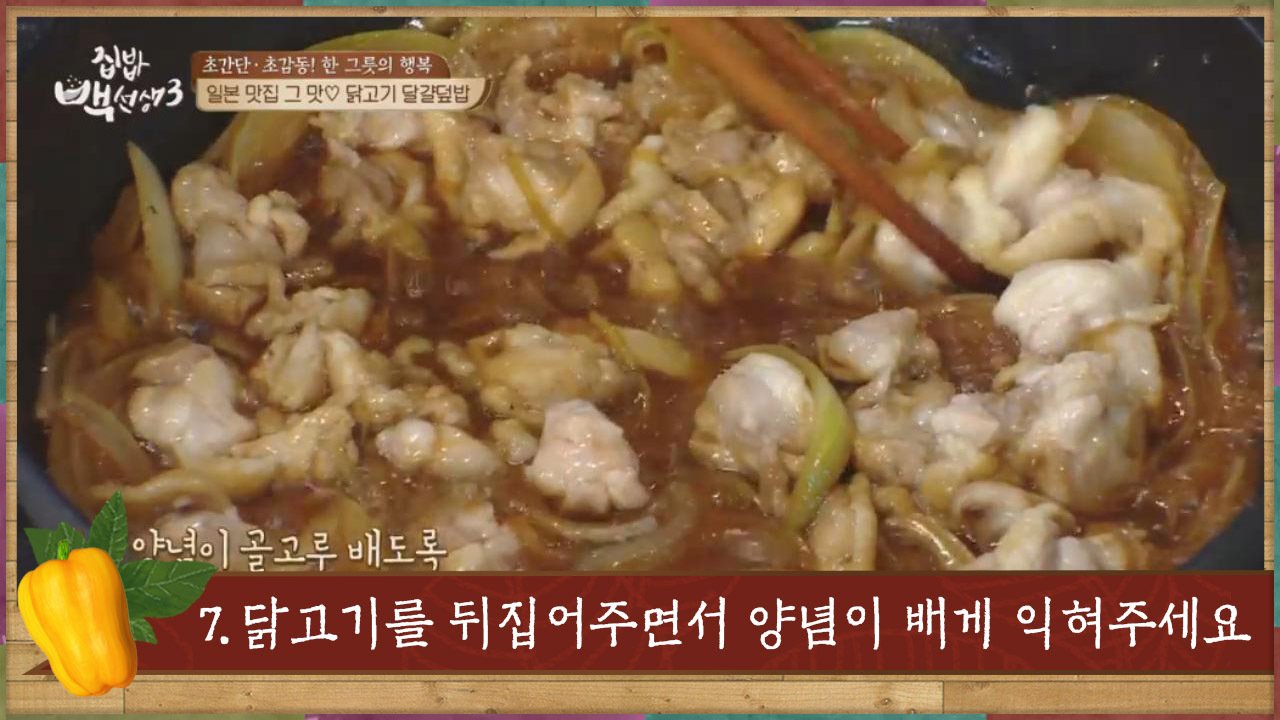 집밥
백선생3
초간단·초감동! 한 그릇의 행복
일본 맛집 그 맛♡ 닭고기 달걀덮밥
양념이 골고루 배도록
7. 닭고기를 뒤집어주면서 양념이 배게 익혀주세요